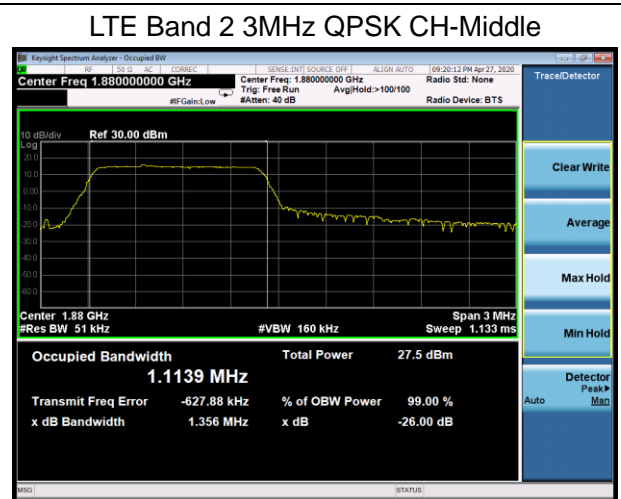 LTE Band 2 3MHz QPSK CH-Middle
Keysight Spectrum Analyzer - Occupied BW
RF 50 Ω AC CORREC SENSE:INT SOURCE OFF ALIGN AUTO 09:20:12 PM Apr 27, 2020
Center Freq 1.880000000 GHz
Center Freq: 1.880000000 GHz Radio Std: None
Trig: Free Run Avg|Hold:>100/100
#IFGain:Low #Atten: 40 dB Radio Device: BTS
Trace/Detector
10 dB/div Ref 30.00 dBm
Log
20.0
10.0
0.00
-10.0
-20.0
-30.0
-40.0
-50.0
-60.0
Center 1.88 GHz Span 3 MHz
#Res BW 51 kHz #VBW 160 kHz Sweep 1.133 ms
Clear Write
Average
Max Hold
Min Hold
Detector
Peak▶
Auto Man
Occupied Bandwidth Total Power 27.5 dBm
1.1139 MHz
Transmit Freq Error -627.88 kHz % of OBW Power 99.00 %
x dB Bandwidth 1.356 MHz x dB -26.00 dB
MSG STATUS